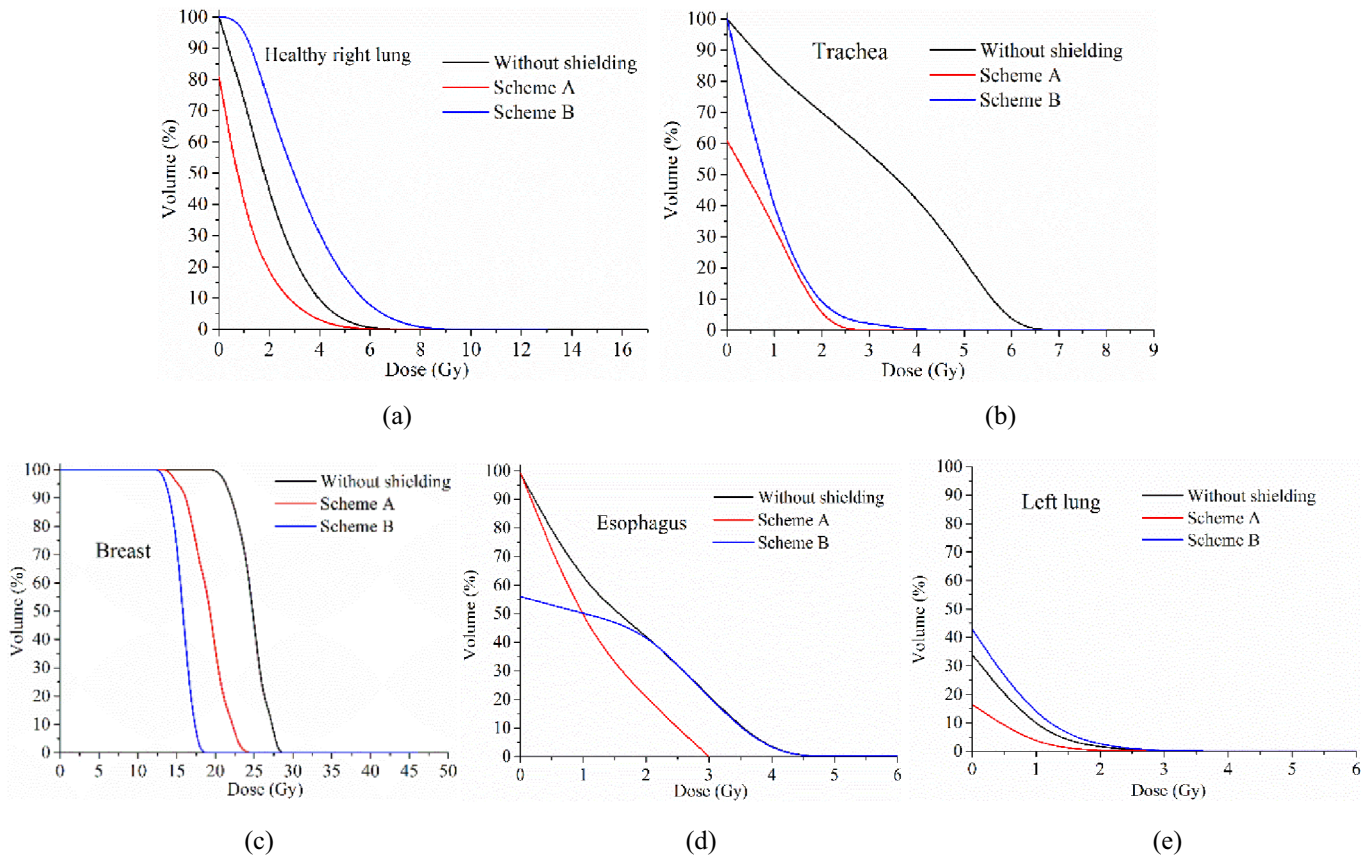 Healthy right lung
Without shielding
Scheme A
Scheme B
Volume (%)
100
90
80
70
60
50
40
30
20
10
0
0 2 4 6 8 10 12 14 16
Dose (Gy)
(a)
Trachea
Without shielding
Scheme A
Scheme B
Volume (%)
100
90
80
70
60
50
40
30
20
10
0
0 1 2 3 4 5 6 7 8 9
Dose (Gy)
(b)
Breast
Without shielding
Scheme A
Scheme B
Volume (%)
100
90
80
70
60
50
40
30
20
10
0
0 5 10 15 20 25 30 35 40 45 50
Dose (Gy)
(c)
Esophagus
Without shielding
Scheme A
Scheme B
Volume (%)
100
90
80
70
60
50
40
30
20
10
0
0 1 2 3 4 5 6
Dose (Gy)
(d)
Left lung
Without shielding
Scheme A
Scheme B
Volume (%)
100
90
80
70
60
50
40
30
20
10
0
0 1 2 3 4 5 6
Dose (Gy)
(e)